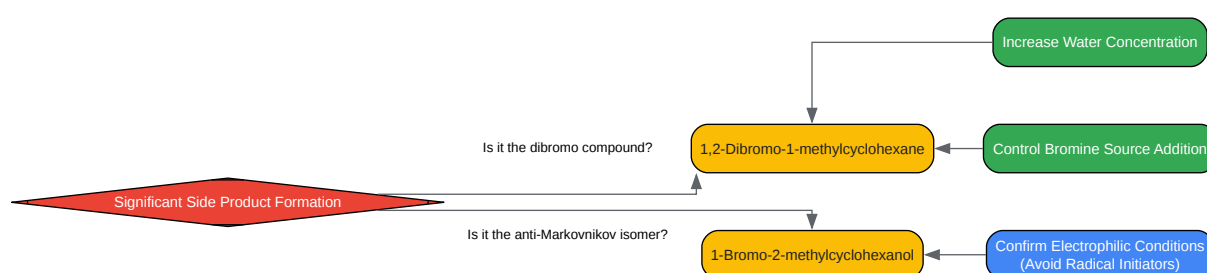 Increase Water Concentration
Is it the dibromo compound?
1,2-Dibromo-1-methylcyclohexane
Control Bromine Source Addition
Significant Side Product Formation
Is it the anti-Markovnikov isomer?
1-Bromo-2-methylcyclohexanol
Confirm Electrophilic Conditions
(Avoid Radical Initiators)